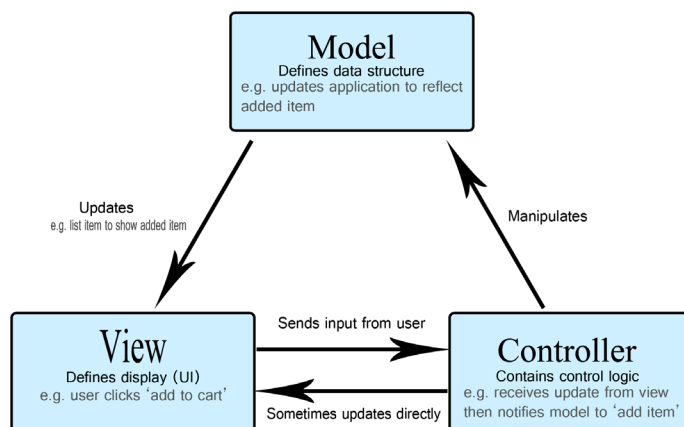 Model
Defines data structure
e.g. updates application to reflect
added item
Updates
e.g. list item to show added item
Manipulates
View
Defines display (UI)
e.g. user clicks ‘add to cart’
Sends input from user
Sometimes updates directly
Controller
Contains control logic
e.g. receives update from view
then notifies model to ‘add item’